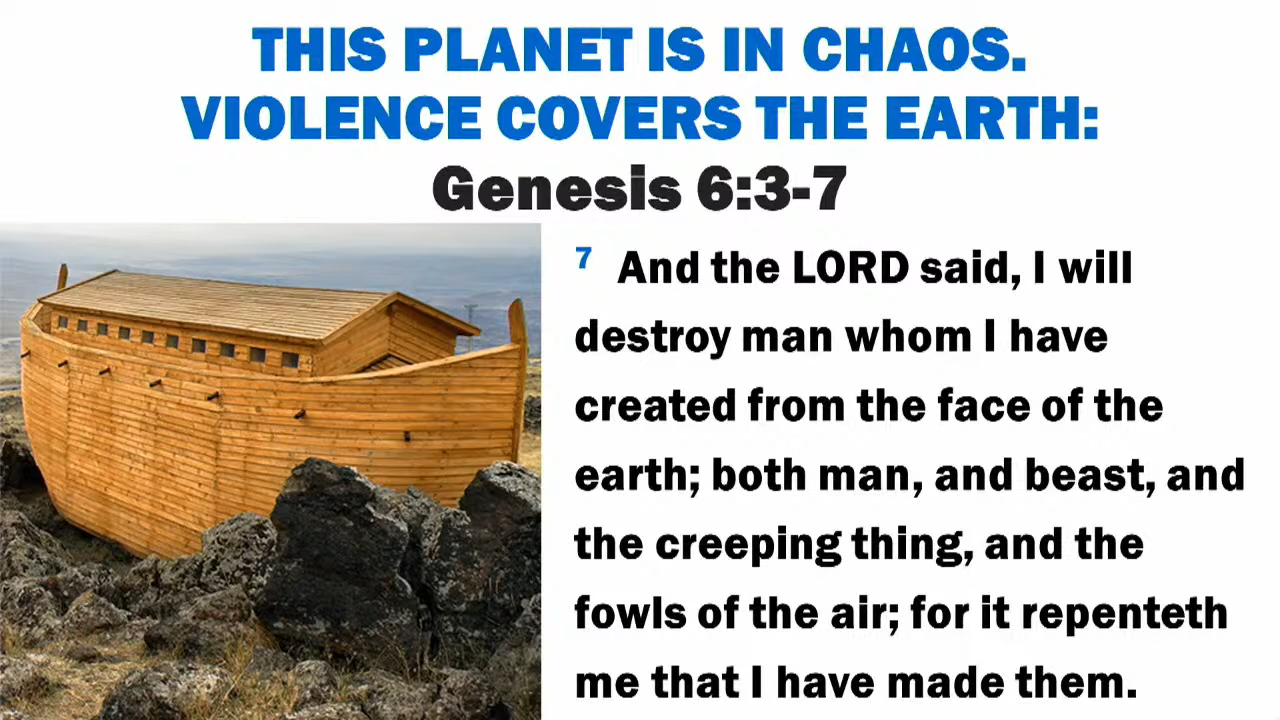 THIS PLANET IS IN CHAOS.
VIOLENCE COVERS THE EARTH:
Genesis 6:3-7
7 And the LORD said, I will
destroy man whom I have
created from the face of the
earth; both man, and beast, and
the creeping thing, and the
fowls of the air; for it repenteth
me that I have made them.